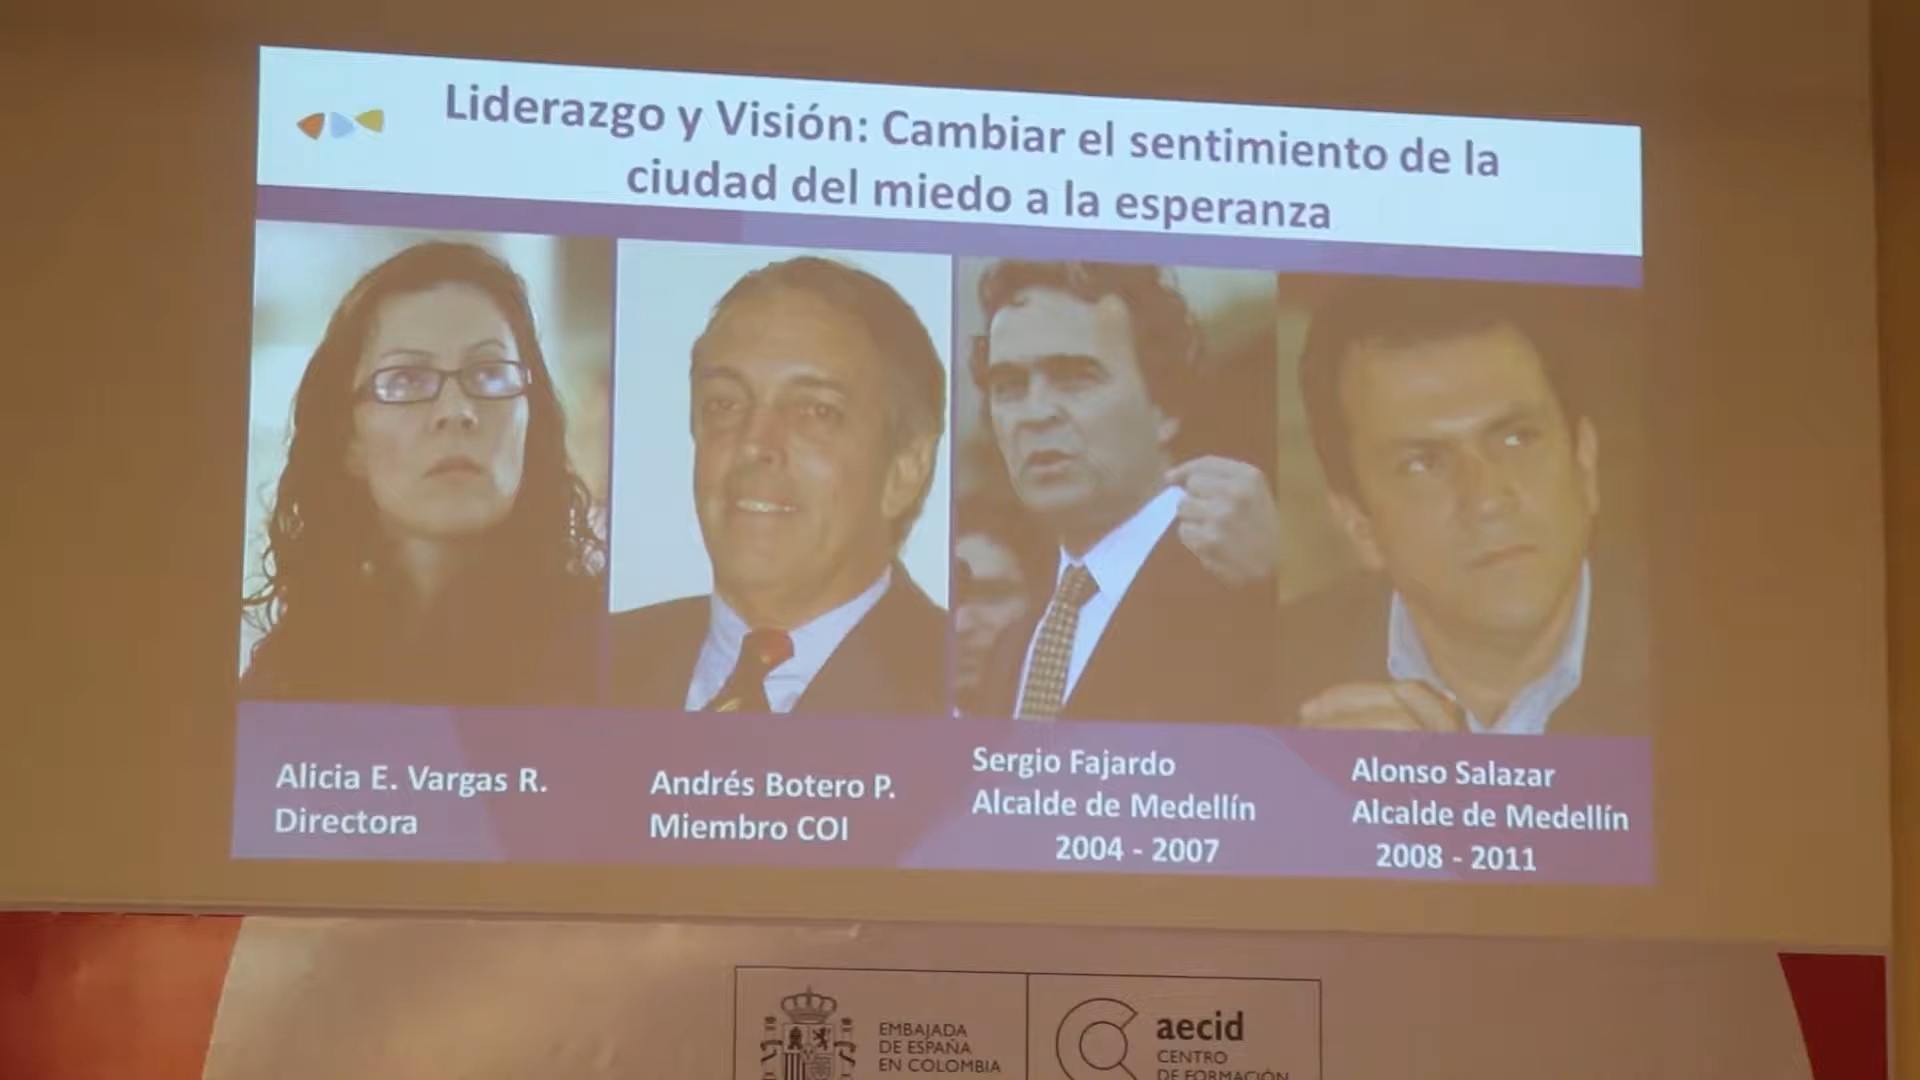 Liderazgo y Visión: Cambiar el sentimiento de la
ciudad del miedo a la esperanza
Alicia E. Vargas R.
Directora
Andrés Botero P.
Miembro COI
Sergio Fajardo
Alcalde de Medellín
2004 - 2007
Alonso Salazar
Alcalde de Medellín
2008 - 2011
EMBAJADA
DE ESPAÑA
EN COLOMBIA
aecid
CENTRO
DE FORMACIÓN